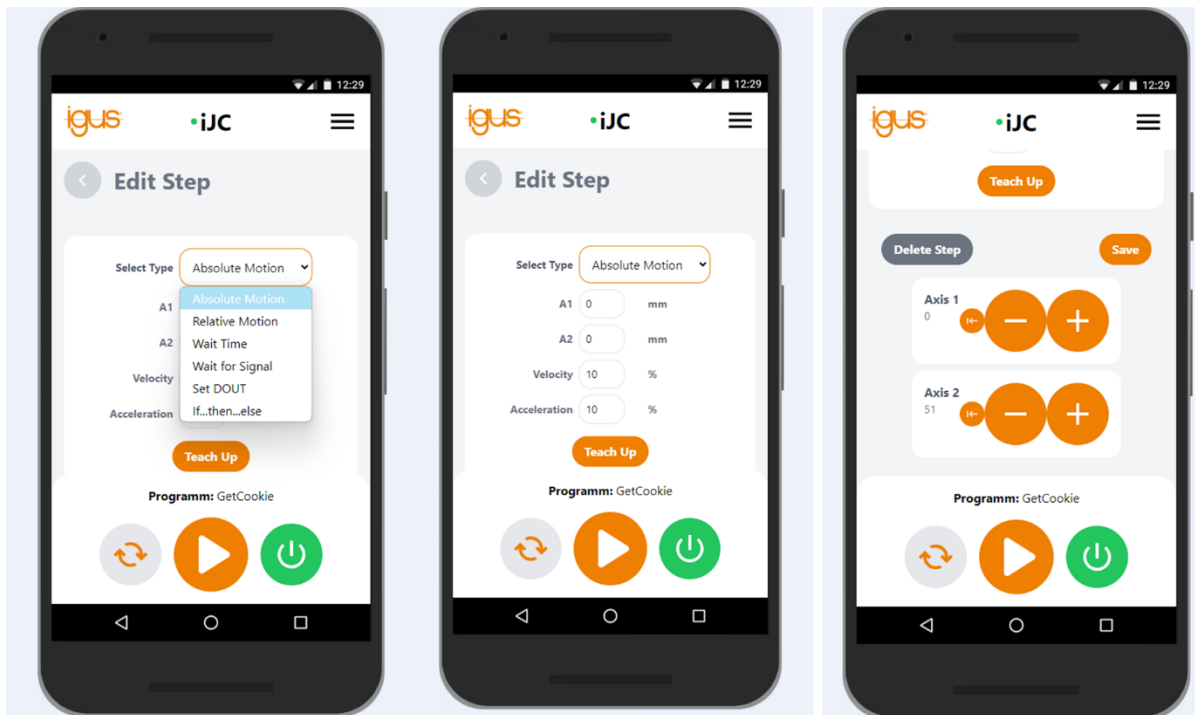 12:29
igus
iJC
Edit Step
Select Type
Absolute Motion
Absolute Motion
Relative Motion
Wait Time
Wait for Signal
Set DOUT
If...then...else
A1
A2
Velocity
Acceleration
Teach Up
Programm: GetCookie
12:29
igus
iJC
Edit Step
Select Type Absolute Motion
A1 0 mm
A2 0 mm
Velocity 10 %
Acceleration 10 %
Teach Up
Programm: GetCookie
12:29
igus
iJC
Teach Up
Delete Step Save
Axis 1
0
Axis 2
51
Programm: GetCookie